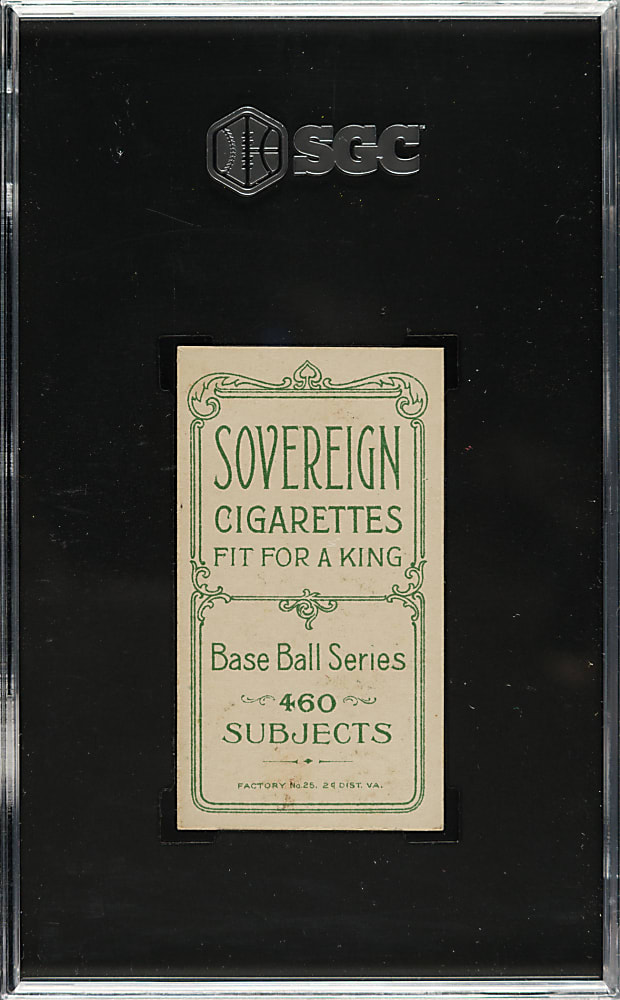 SGC
SOVEREIGN
CIGARETTES
FIT FOR A KING
Base Ball Series
460
SUBJECTS
FACTORY No. 25. 2d DIST. VA.